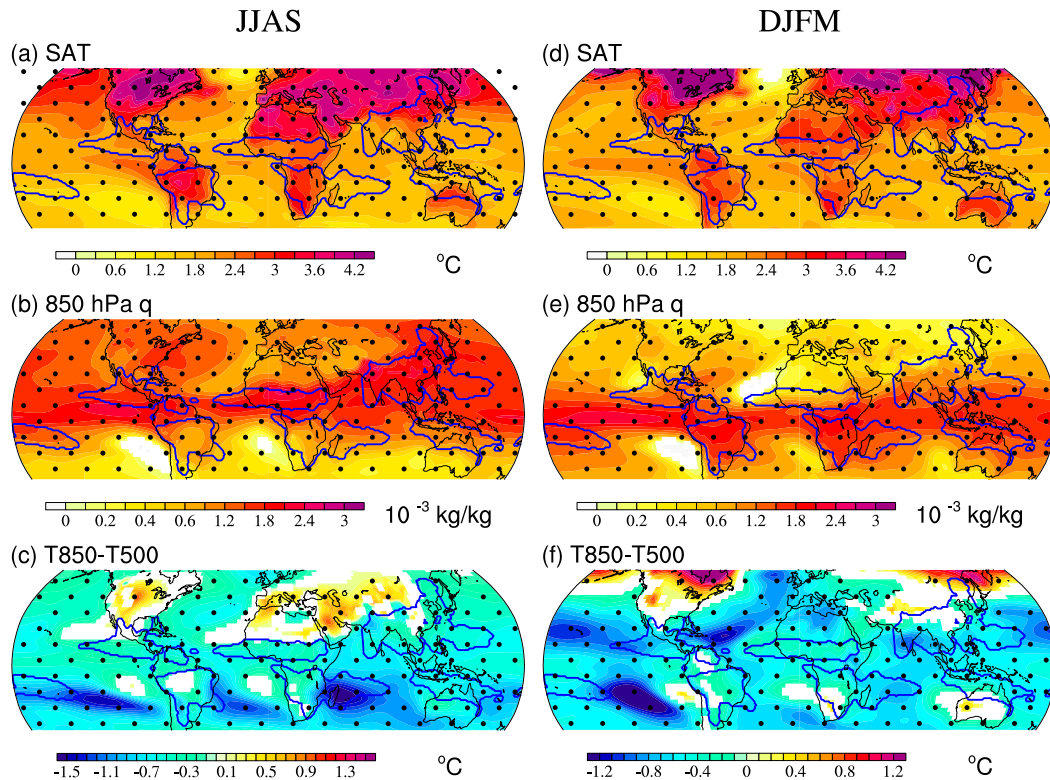 JJAS
DJFM
(a) SAT
(d) SAT
0 0.6 1.2 1.8 2.4 3 3.6 4.2 °C
0 0.6 1.2 1.8 2.4 3 3.6 4.2 °C
(b) 850 hPa q
(e) 850 hPa q
0 0.2 0.4 0.6 1.2 1.8 2.4 3 10 -3 kg/kg
0 0.2 0.4 0.6 1.2 1.8 2.4 3 10 -3 kg/kg
(c) T850-T500
(f) T850-T500
-1.5 -1.1 -0.7 -0.3 0.1 0.5 0.9 1.3 °C
-1.2 -0.8 -0.4 0 0.4 0.8 1.2 °C